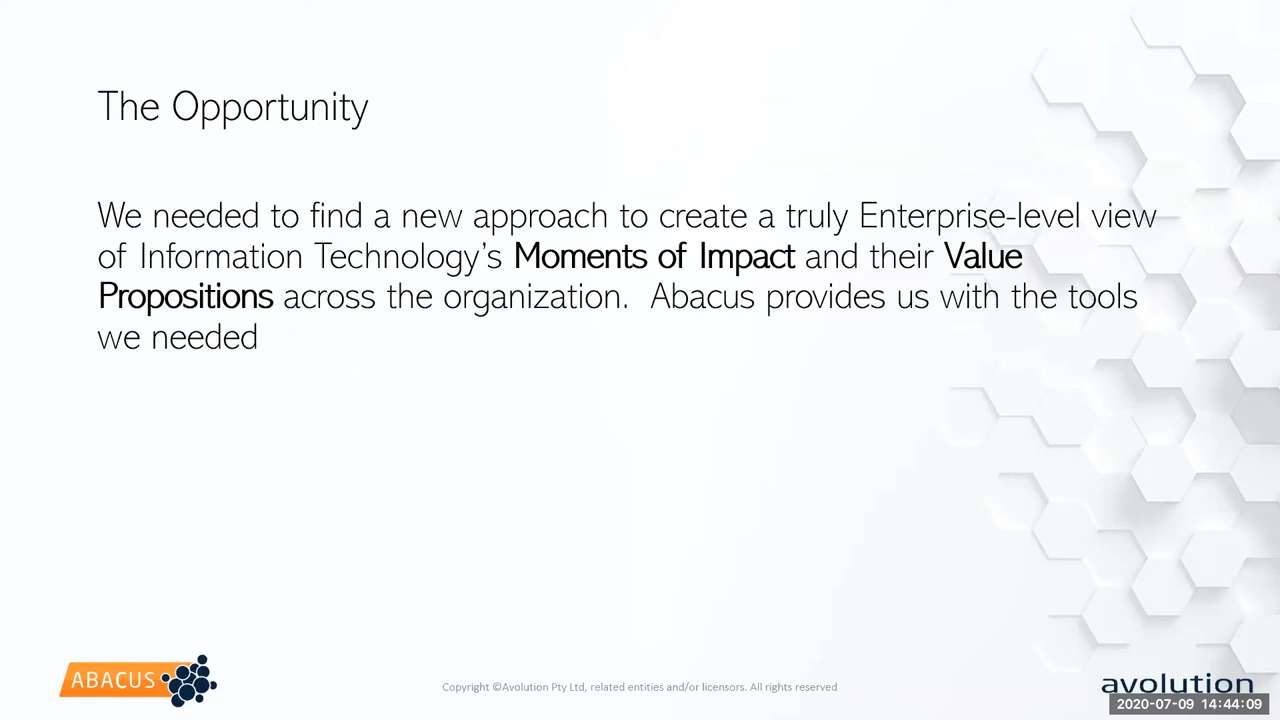 The Opportunity
We needed to find a new approach to create a truly Enterprise-level view
of Information Technology’s Moments of Impact and their Value
Propositions across the organization.  Abacus provides us with the tools
we needed
ABACUS
Copyright ©Avolution Pty Ltd, related entities and/or licensors. All rights reserved
avolution
2020-07-09 14:44:09